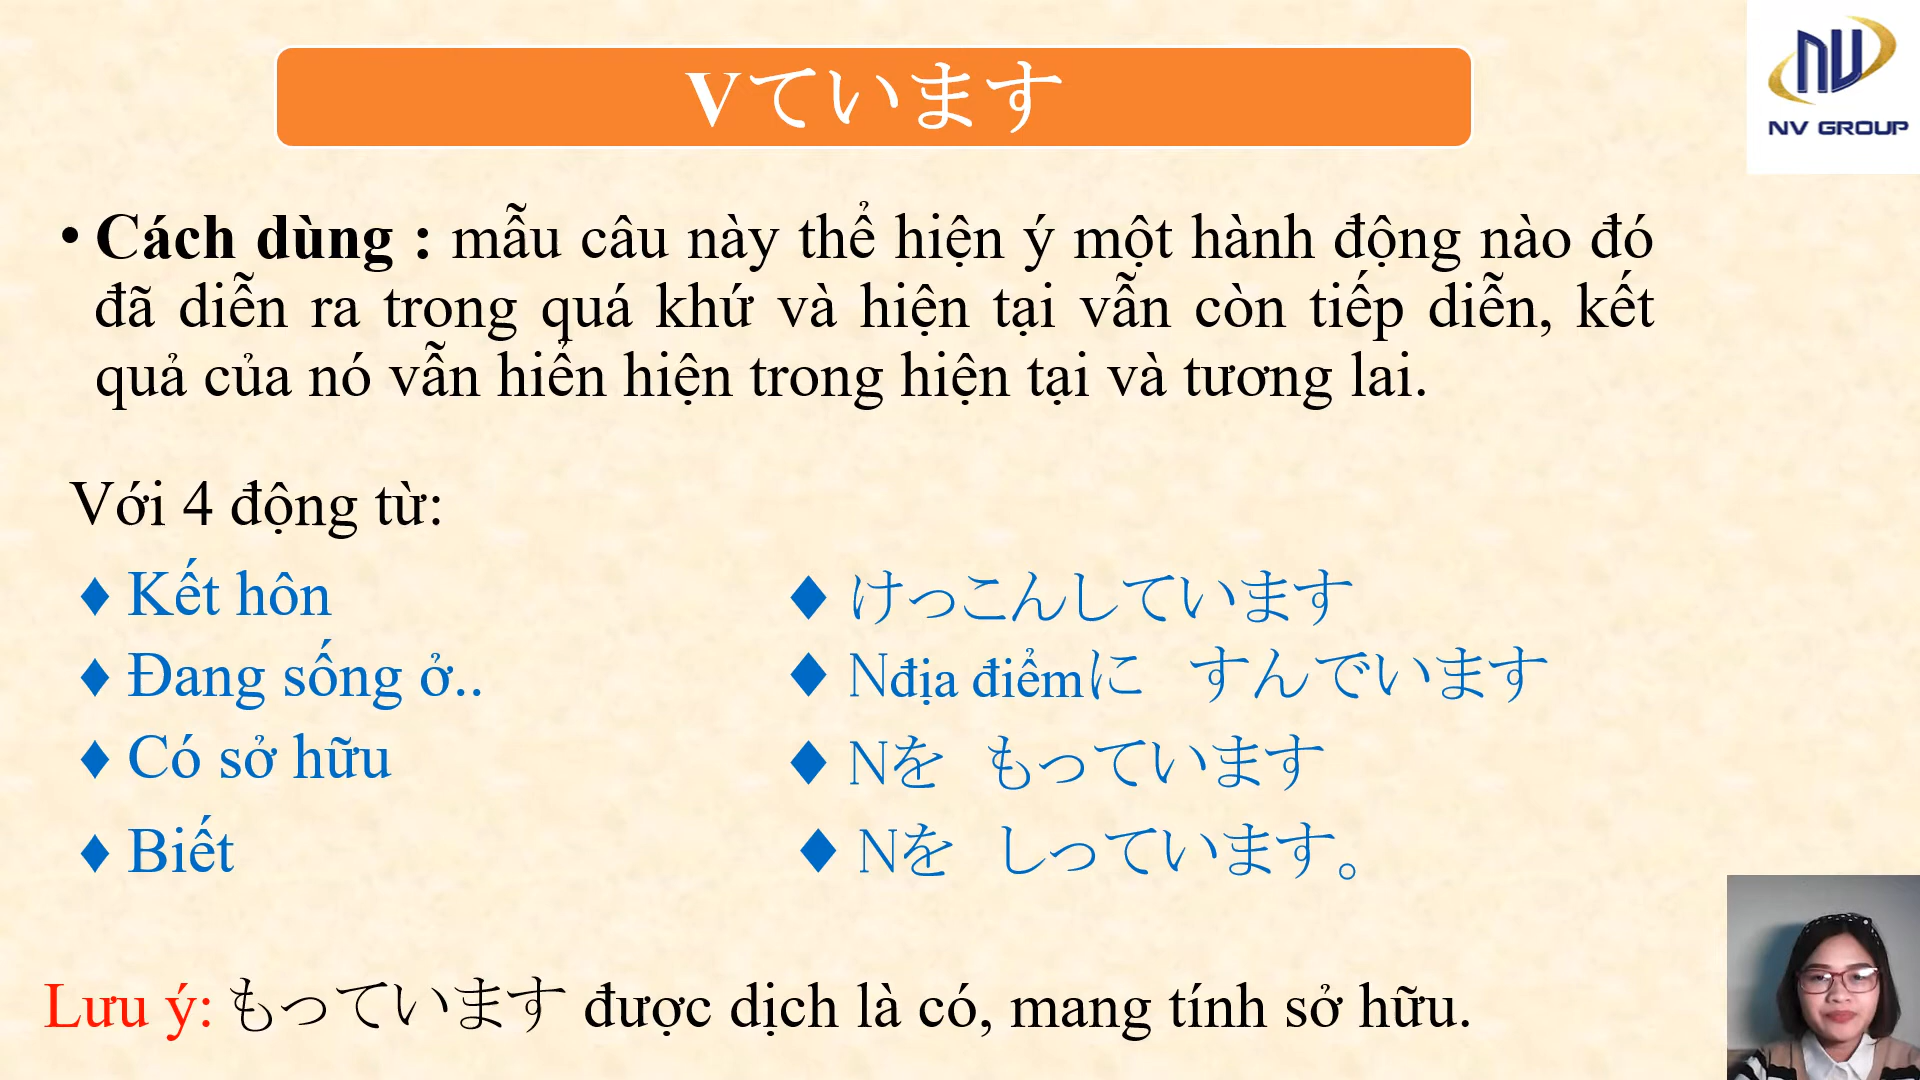 Vています
NV GROUP
• Cách dùng : mẫu câu này thể hiện ý một hành động nào đó
đã diễn ra trong quá khứ và hiện tại vẫn còn tiếp diễn, kết
quả của nó vẫn hiển hiện trong hiện tại và tương lai.
Với 4 động từ:
♦ Kết hôn
♦ けっこんしています
♦ Đang sống ở..
♦ Nđịa điểmに　すんでいます
♦ Có sở hữu
♦ Nを　もっています
♦ Biết
♦ Nを　しっています。
Lưu ý: もっています được dịch là có, mang tính sở hữu.